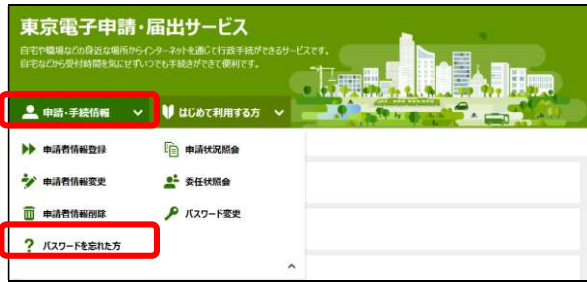 東京電子申請・届出サービス
自宅や職場などの身近な場所からインターネットを通じて行政手続ができるサービスです。
自宅などから受付時間を気にせずいつでも手続きができて便利です。
申請・手続情報
はじめて利用する方
申請者情報登録
申請状況照会
申請者情報変更
委任状照会
申請者情報削除
パスワード変更
パスワードを忘れた方